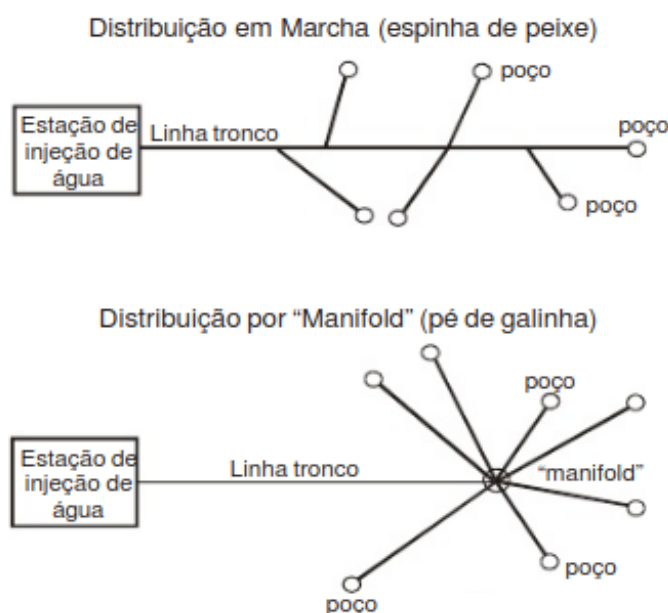 Distribuição em Marcha (espinha de peixe)
poço
Estação de
injeção de
água
Linha tronco
poço
poço
Distribuição por “Manifold” (pé de galinha)
poço
Estação de
injeção de
água
Linha tronco
“manifold”
poço
poço